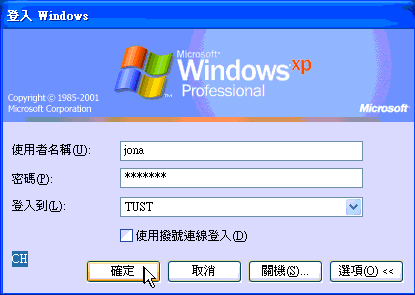 登入 Windows
Microsoft®
Windows xp
Professional
Copyright © 1985-2001
Microsoft Corporation
Microsoft
使用者名稱(U):
jona
密碼(P):
*******
登入到(L):
TUST
使用撥號連線登入(D)
CH
確定
取消
關機(S)...
選項(O) <<